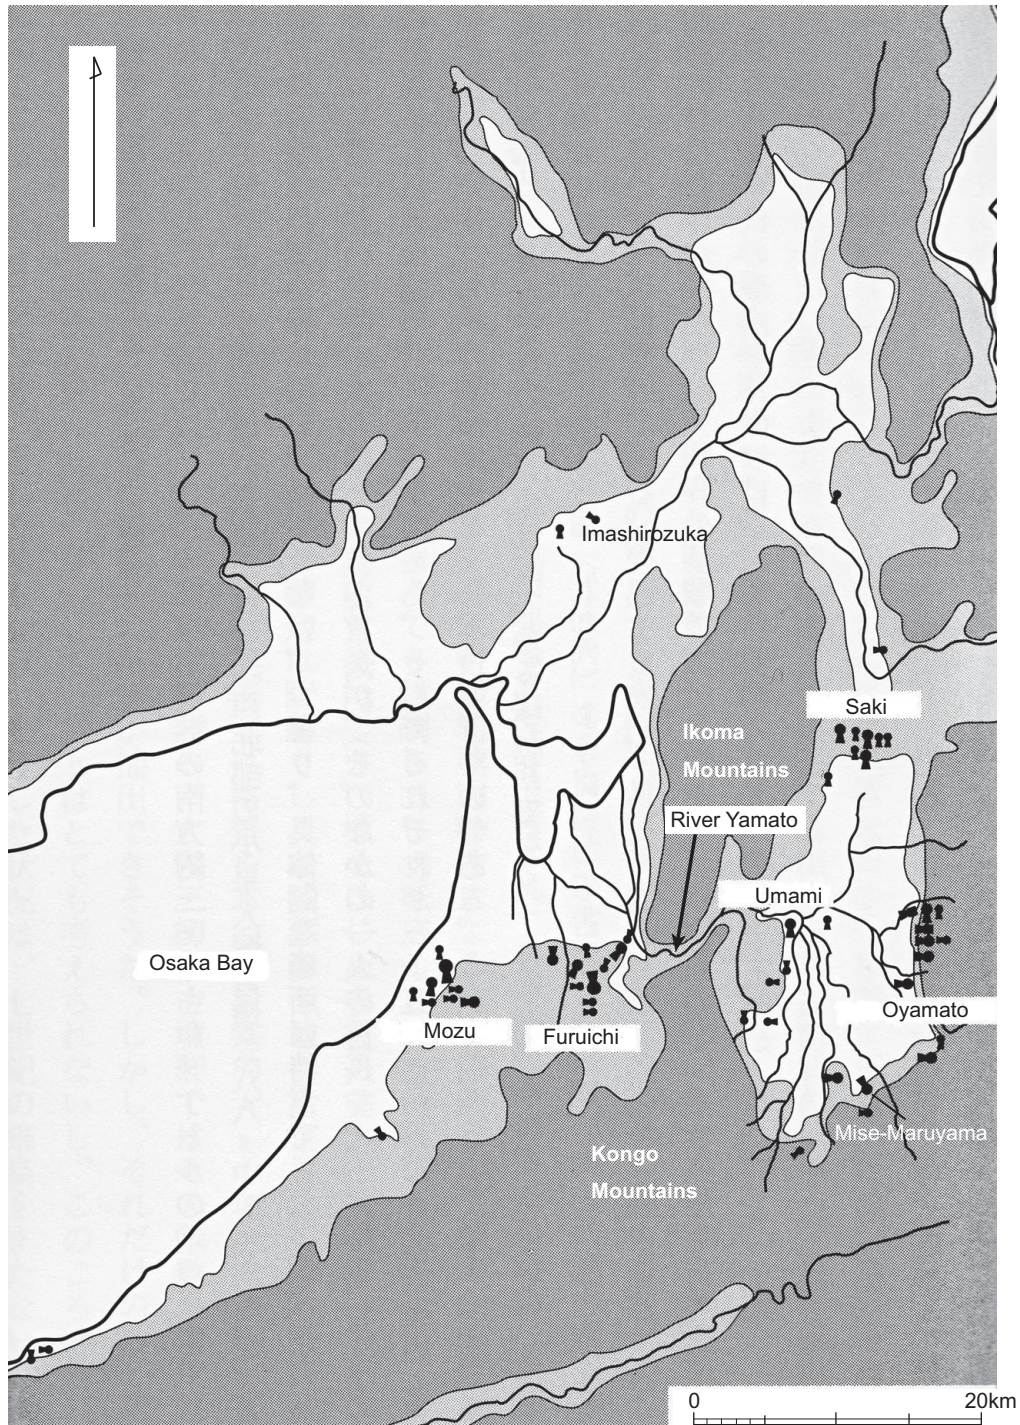 Imashirozuka
Saki
Ikoma
Mountains
River Yamato
Umami
Osaka Bay
Oyamato
Mozu
Furuichi
Mise-Maruyama
Kongo
Mountains
0 20km